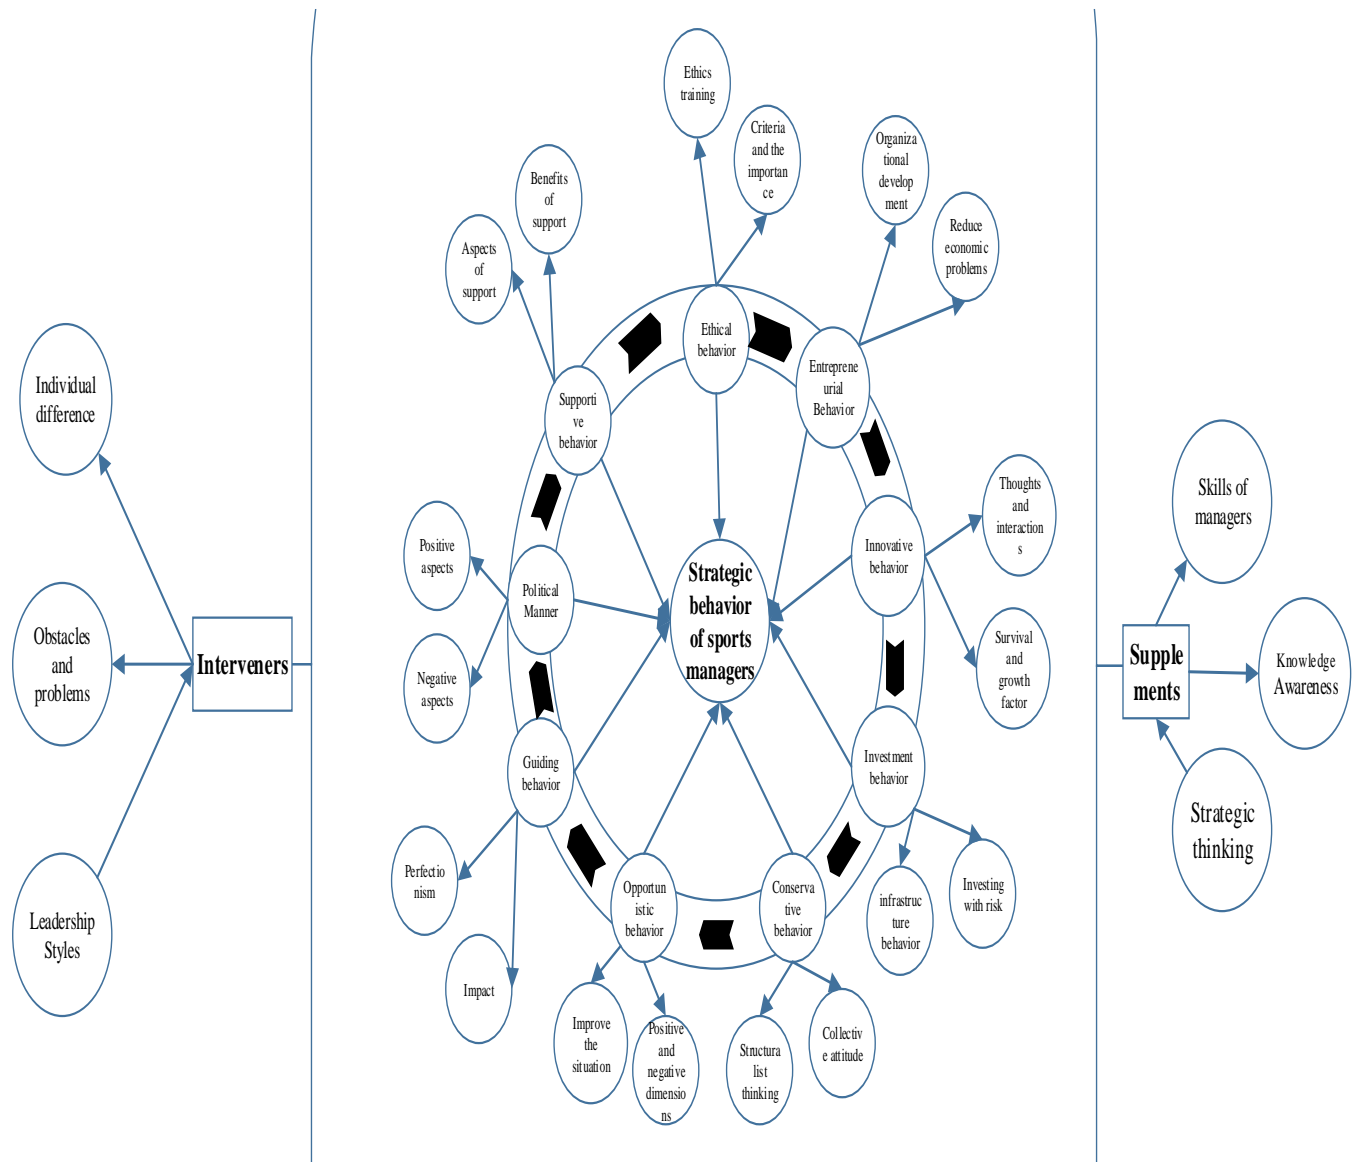 Ethics
training
Criteria
and the
importan
ce
Organiza
tional
develop
ment
Reduce
economic
problems
Benefits
of
support
Aspects
of
support
Ethical
behavior
Entreprene
urial
Behavior
Supporti
ve
behavior
Individual
difference
Positive
aspects
Political
Manner
Negative
aspects
Strategic
behavior
of sports
managers
Innovative
behavior
Thoughts
and
interaction
s
Survival
and
growth
factor
Skills of
managers
Obstacles
and
problems
Interveners
Supple
ments
Knowledge
Awareness
Strategic
thinking
Guiding
behavior
Investment
behavior
Perfectio
nism
Impact
Opportun
istic
behavior
Conserva
tive
behavior
infrastruc
ture
behavior
Investing
with risk
Leadership
Styles
Improve
the
situation
Positive
and
negative
dimensio
ns
Structura
list
thinking
Collectiv
e attitude